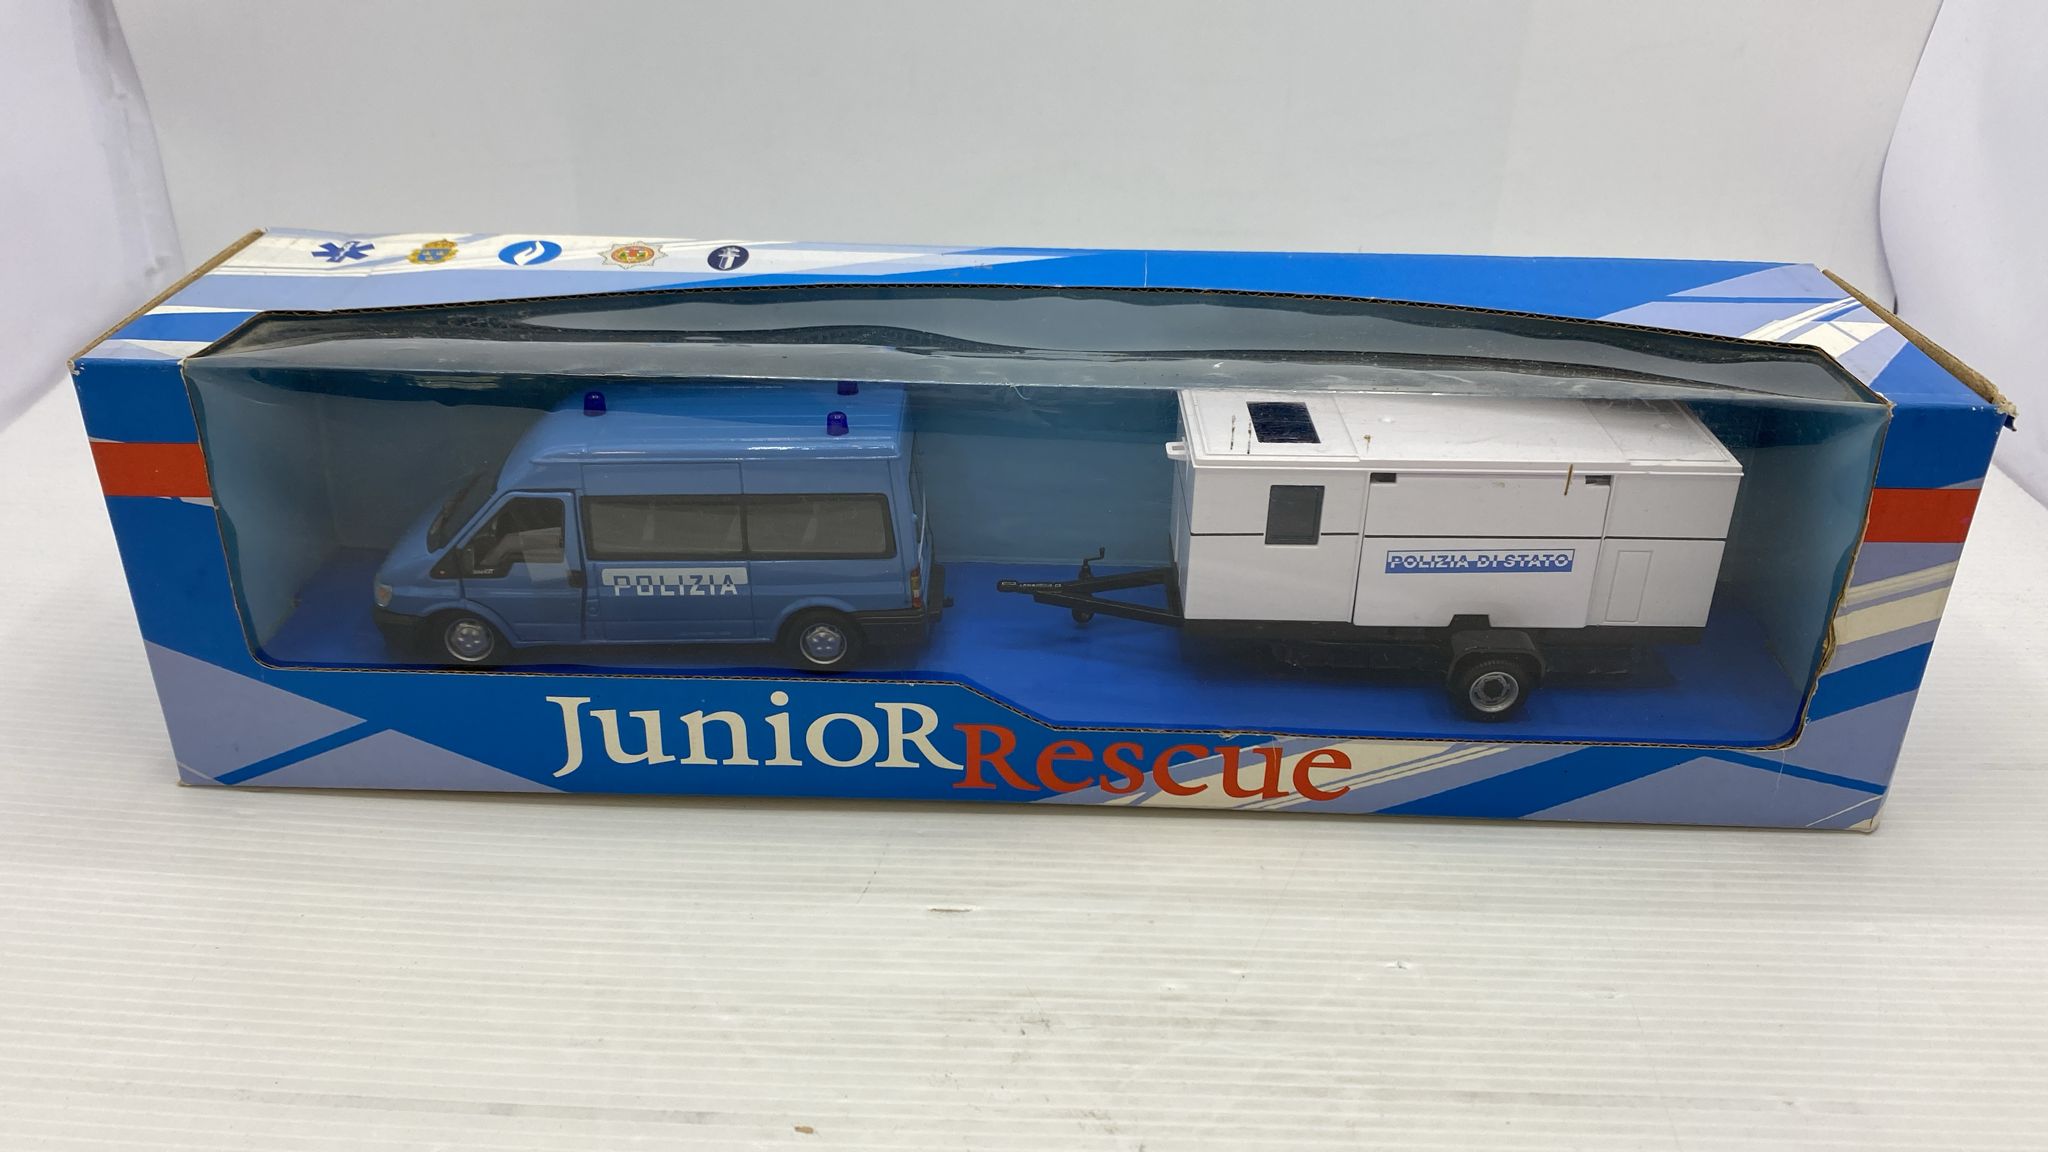 POLIZIA
POLIZIA DI STATO
JunioR
Rescue